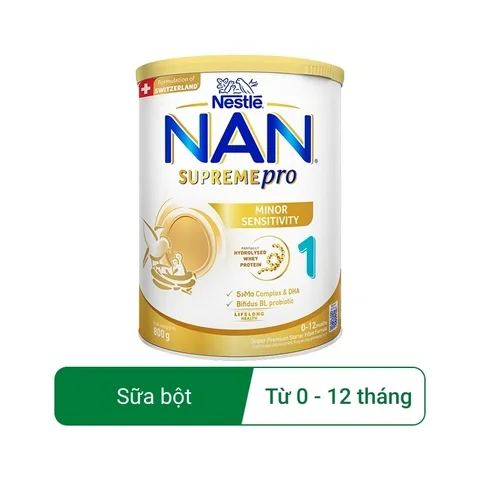 Formulation of
SWITZERLAND
Nestlé
NAN
SUPREMEpro
MINOR
SENSITIVITY
PARTIALLY
HYDROLYSED
WHEY
PROTEIN
1
5HMO Complex & DHA
Bifidus BL probiotic
LIFELONG
HEALTH
800g
0-12
Sữa bột
Từ 0 - 12 tháng